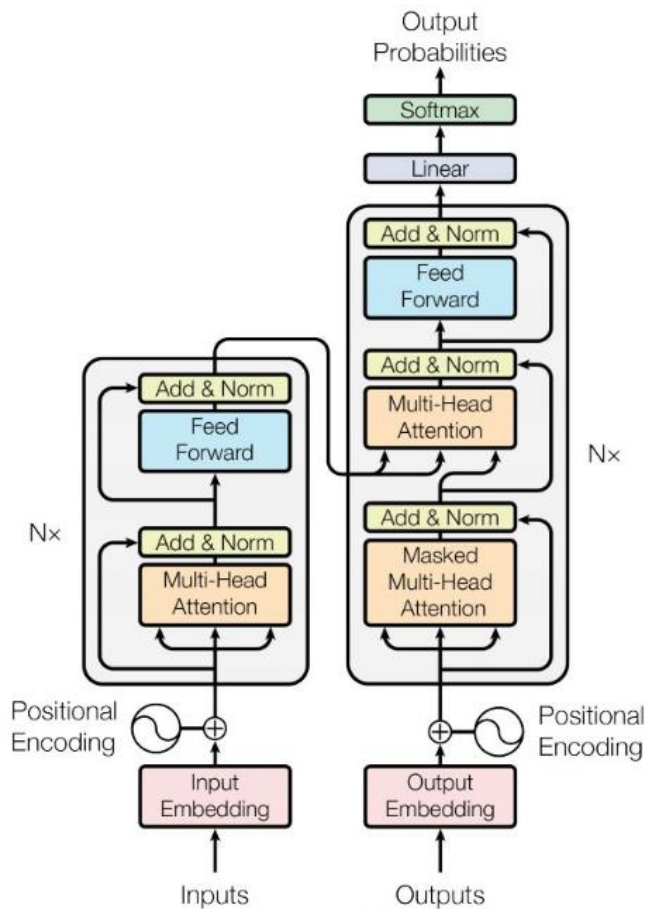 Output
Probabilities
Softmax
Linear
Add & Norm
Feed
Forward
Add & Norm
Multi-Head
Attention
Add & Norm
Masked
Multi-Head
Attention
Nx
Add & Norm
Feed
Forward
Add & Norm
Multi-Head
Attention
Nx
Positional
Encoding
Positional
Encoding
Input
Embedding
Output
Embedding
Inputs
Outputs